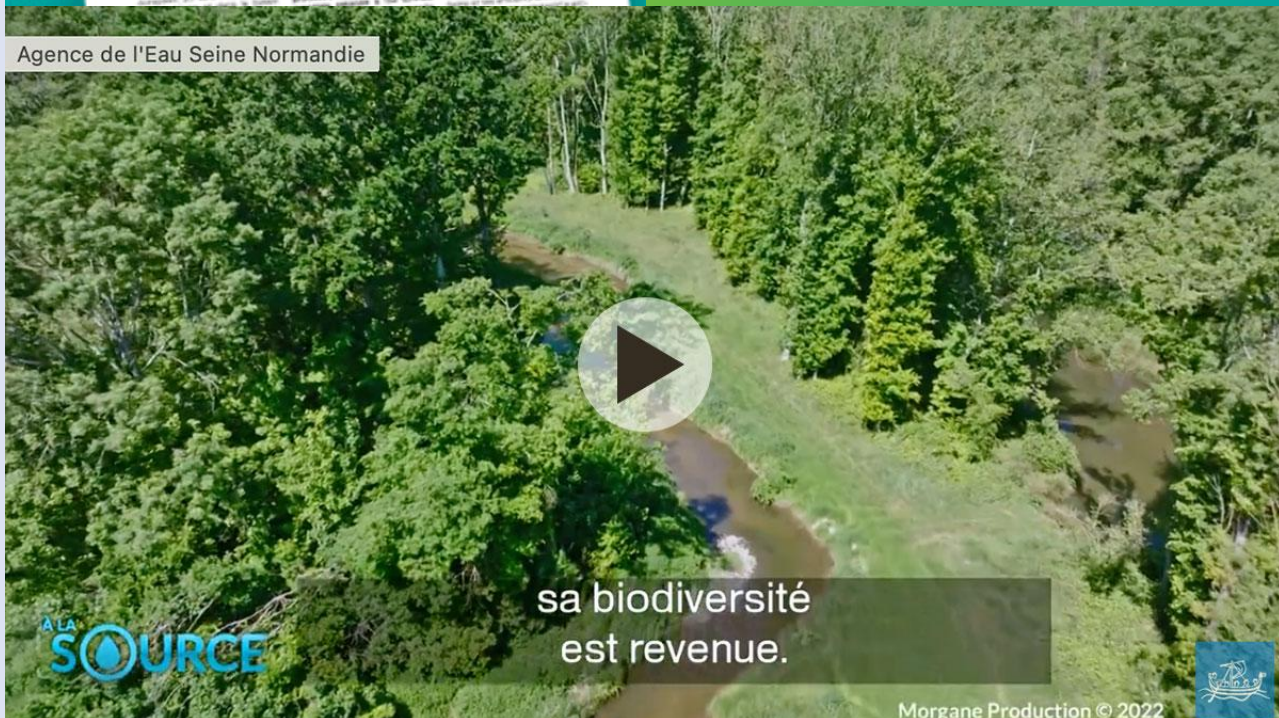 Agence de l'Eau Seine Normandie
sa biodiversité
est revenue.
À LA
SOURCE
Morgane Production © 2022